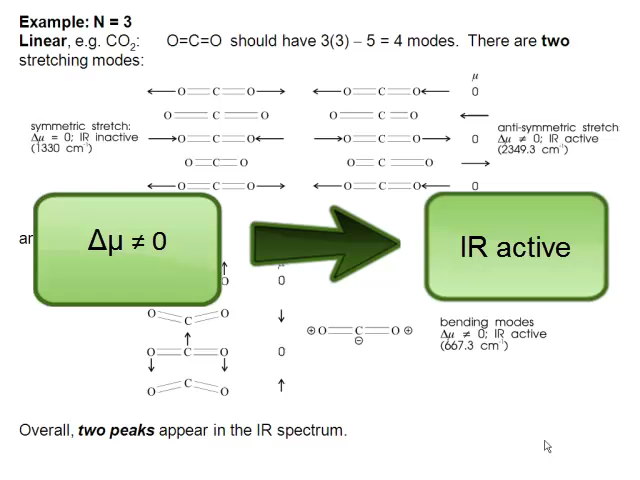 Example: N = 3
Linear, e.g. CO₂: O=C=O should have 3(3) – 5 = 4 modes. There are two
stretching modes:
μ
O C O O C O 0
O C O O C O
symmetric stretch:
Δμ = 0; IR inactive
(1330 cm⁻¹)
O C O O C O 0
anti-symmetric stretch
Δμ ≠ 0; IR active
(2349.3 cm⁻¹)
O C O O C O
O C O O C O 0
Δμ ≠ 0
IR active
O 0
O C O
⊕ O C O ⊕
⊖
bending modes
Δμ ≠ 0; IR active
(667.3 cm⁻¹)
O C O 0
O C O
Overall, two peaks appear in the IR spectrum.